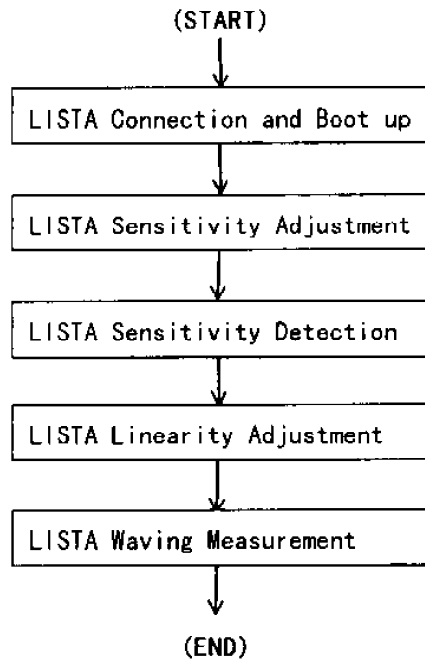 (START)
LISTA Connection and Boot up
LISTA Sensitivity Adjustment
LISTA Sensitivity Detection
LISTA Linearity Adjustment
LISTA Waving Measurement
(END)